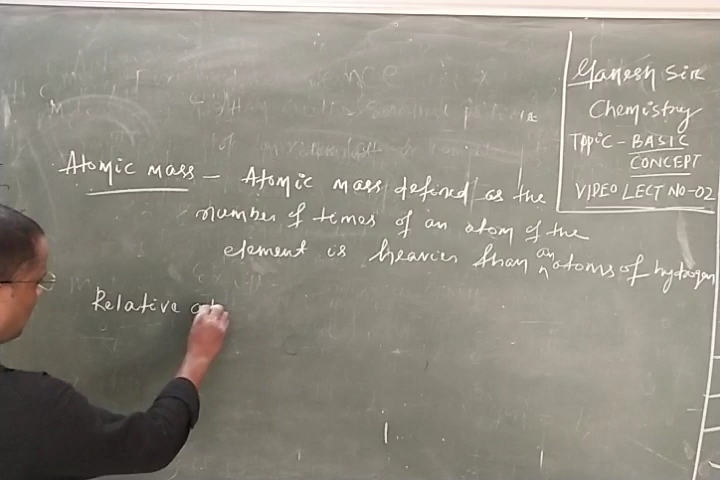 Ganesh Sir
Chemistry
Topic - BASIC
CONCEPT
VIDEO LECT NO-02
Atomic mass - Atomic mass defined as the
number of times of an atom of the
element is heavier than an atoms of hydrogen
Relative at